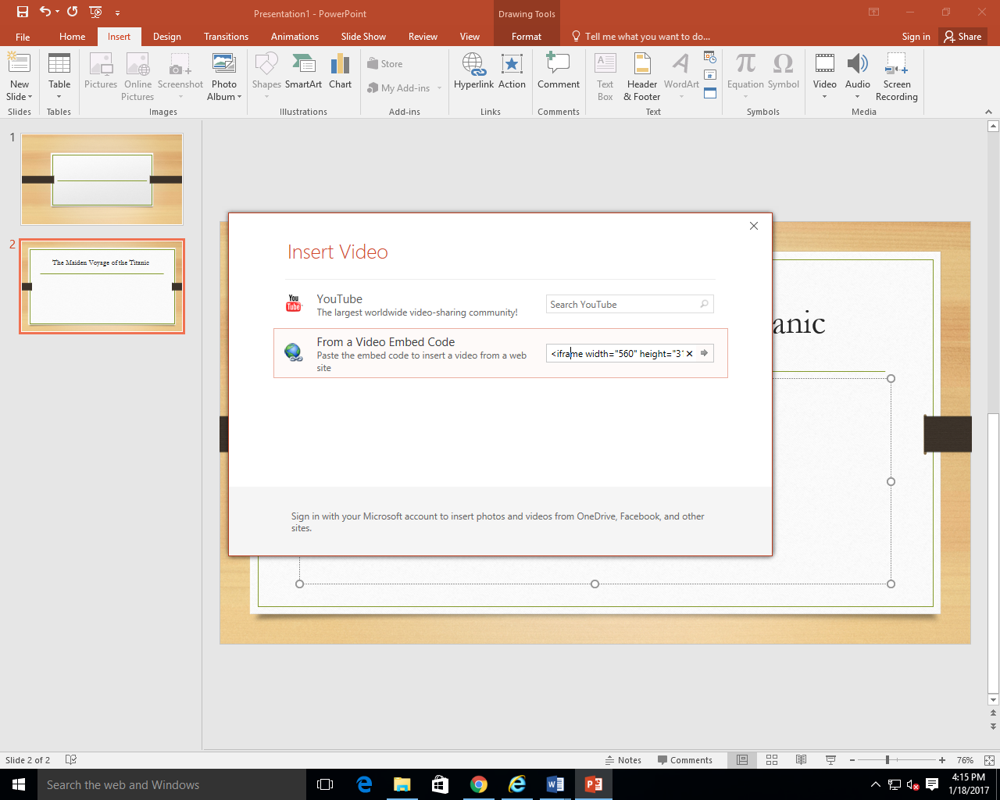 Presentation1 - PowerPoint
Drawing Tools
File
Home
Insert
Design
Transitions
Animations
Slide Show
Review
View
Format
Tell me what you want to do...
Sign in
Share
New
Slide
Table
Pictures
Online
Pictures
Screenshot
Photo
Album
Shapes
SmartArt
Chart
Store
My Add-ins
Hyperlink
Action
Comment
Text
Box
Header
& Footer
WordArt
Equation
Symbol
Video
Audio
Screen
Recording
Slides
Tables
Images
Illustrations
Add-ins
Links
Comments
Text
Symbols
Media
1
2
The Maiden Voyage of the Titanic
anic
Insert Video
You
Tube
YouTube
The largest worldwide video-sharing community!
Search YouTube
From a Video Embed Code
Paste the embed code to insert a video from a web
site
<iframe width="560" height="31
Sign in with your Microsoft account to insert photos and videos from OneDrive, Facebook, and other
sites.
Slide 2 of 2
Notes
Comments
76%
Search the web and Windows
4:15 PM
1/18/2017